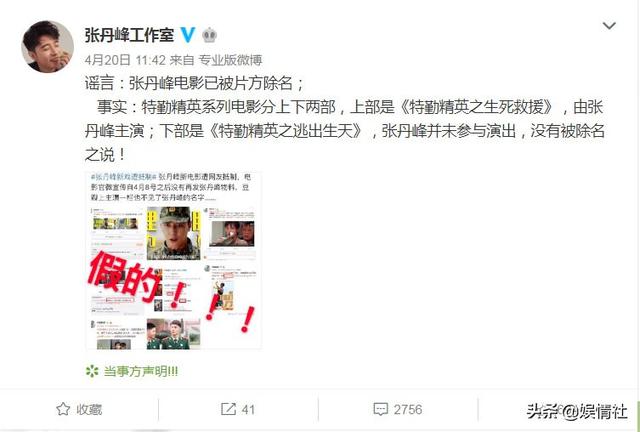 张丹峰工作室
4月20日 11:42 来自 专业版微博
谣言：张丹峰电影已被片方除名；
事实：特勤精英系列电影分上下两部，上部是《特勤精英之生死救援》，由张
丹峰主演；下部是《特勤精英之逃出生天》，张丹峰并未参与演出，没有被除名
之说！
#张丹峰新戏遭抵制# 张丹峰新电影遭网友抵制，电
影官微宣传自4月8号之后没有再发张丹峰物料，豆
瓣上主演一栏也不见了张丹峰的名字……
假的！！！
当事方声明!!!
收藏
41
2756
头条@娱情社